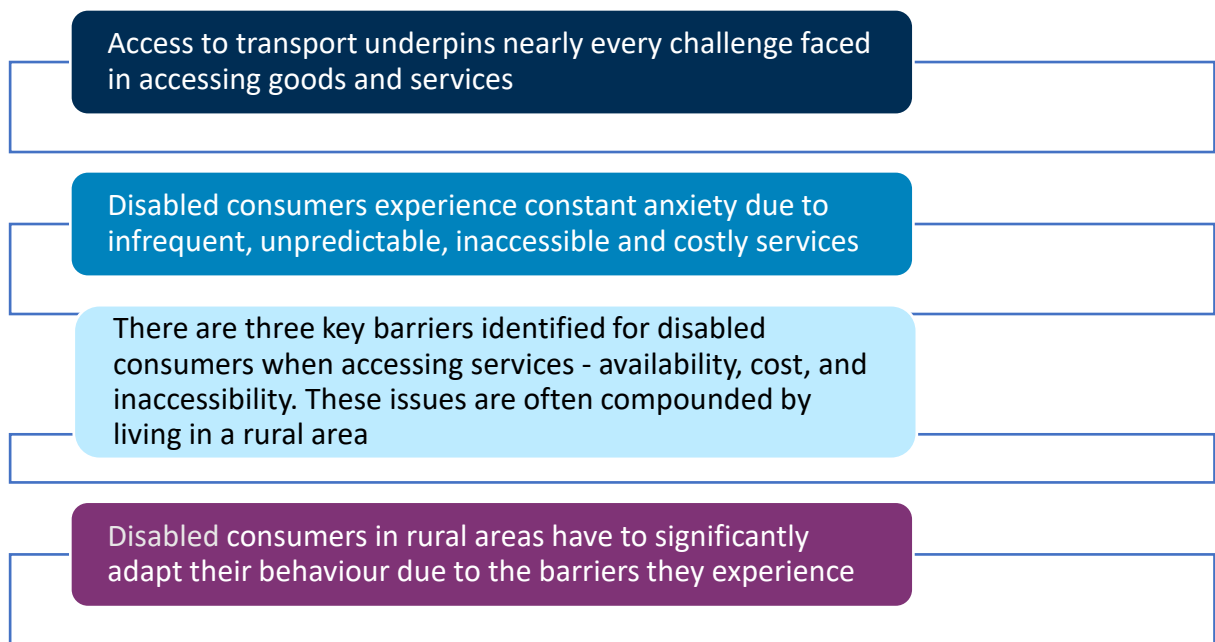 Access to transport underpins nearly every challenge faced
in accessing goods and services
Disabled consumers experience constant anxiety due to
infrequent, unpredictable, inaccessible and costly services
There are three key barriers identified for disabled
consumers when accessing services - availability, cost, and
inaccessibility. These issues are often compounded by
living in a rural area
Disabled consumers in rural areas have to significantly
adapt their behaviour due to the barriers they experience